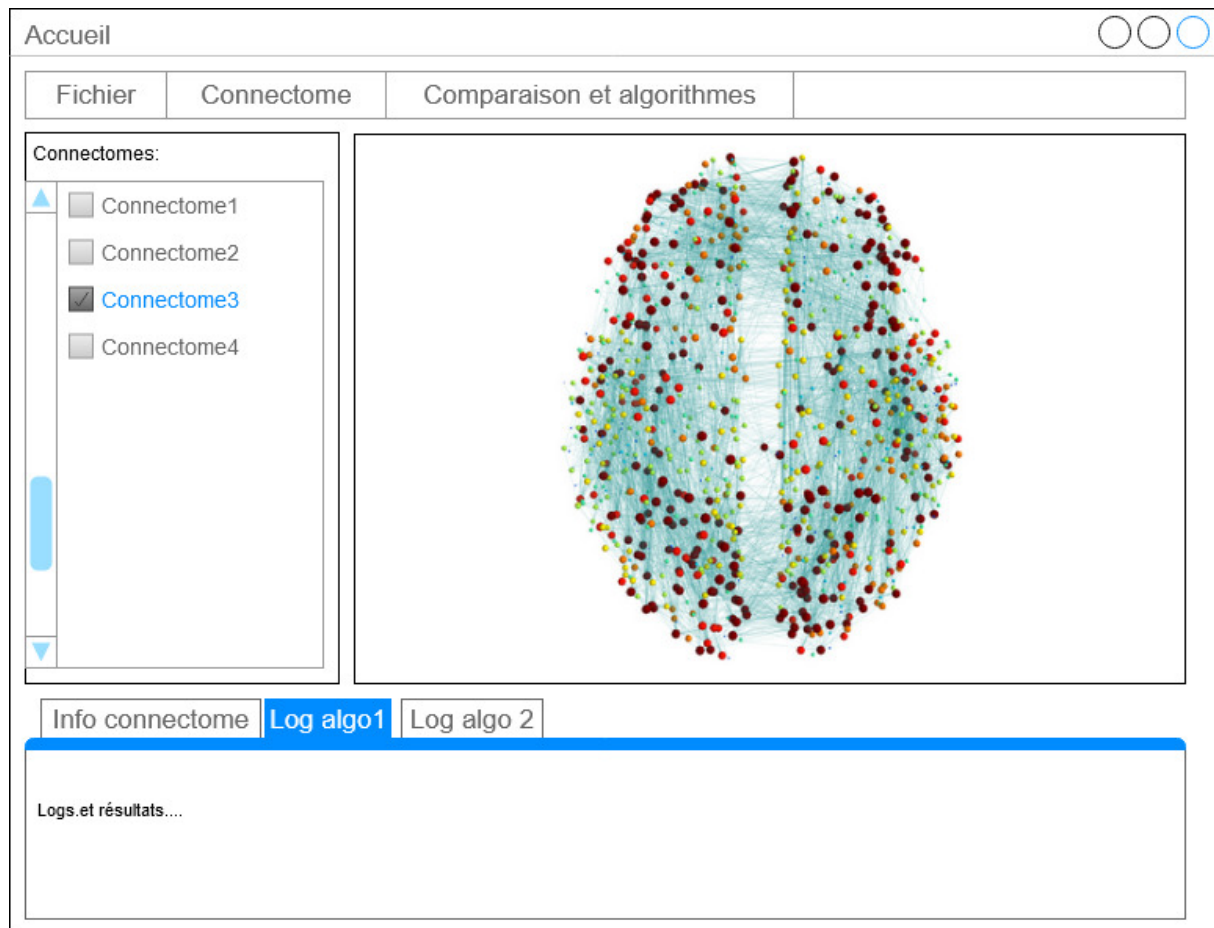 Accueil
Fichier
Connectome
Comparaison et algorithmes
Connectomes:
Connectome1
Connectome2
Connectome3
Connectome4
Info connectome
Log algo1
Log algo 2
Logs.et résultats....